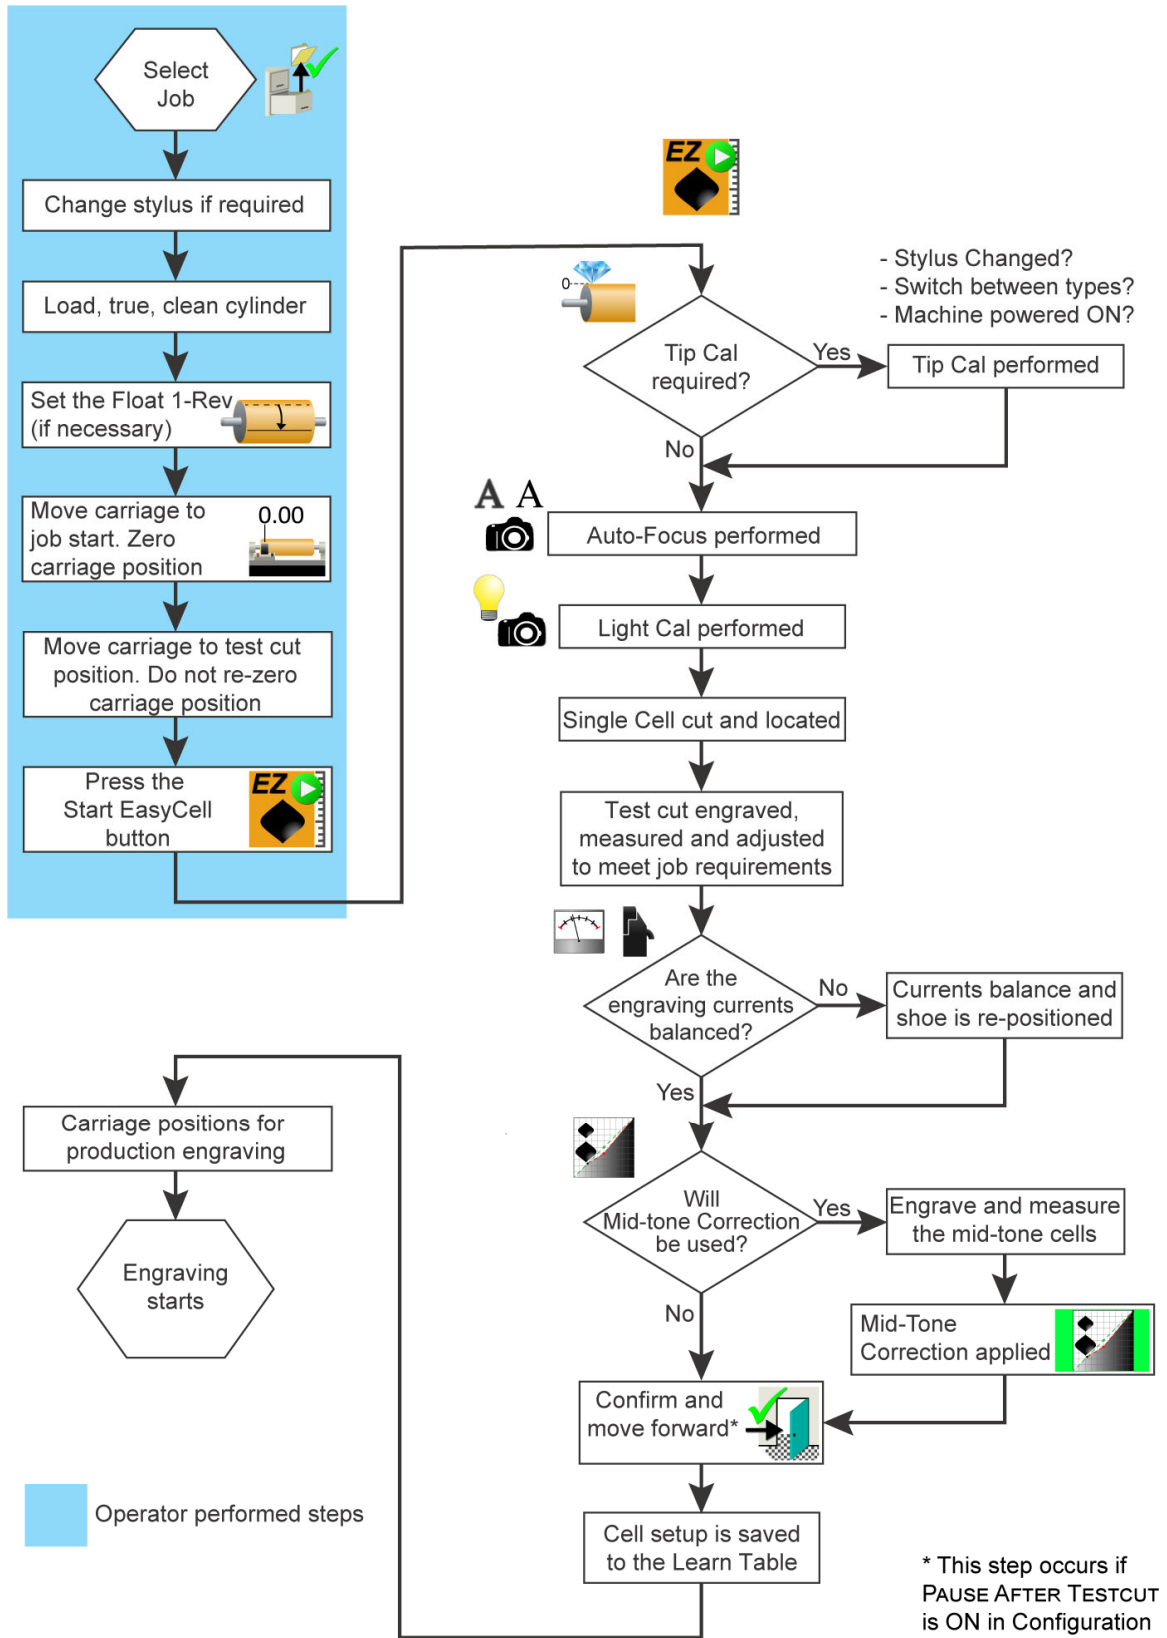 Select
Job
Change stylus if required
Load, true, clean cylinder
Set the Float 1-Rev
(if necessary)
Move carriage to
job start. Zero
carriage position
0.00
Move carriage to test cut
position. Do not re-zero
carriage position
Press the
Start EasyCell
button
EZ
EZ
0
Tip Cal
required?
- Stylus Changed?
- Switch between types?
- Machine powered ON?
Yes
Tip Cal performed
No
A A
Auto-Focus performed
Light Cal performed
Single Cell cut and located
Test cut engraved,
measured and adjusted
to meet job requirements
Are the
engraving currents
balanced?
No
Currents balance and
shoe is re-positioned
Yes
Will
Mid-tone Correction
be used?
Yes
Engrave and measure
the mid-tone cells
No
Mid-Tone
Correction applied
Confirm and
move forward*
Cell setup is saved
to the Learn Table
Carriage positions for
production engraving
Engraving
starts
Operator performed steps
* This step occurs if
PAUSE AFTER TESTCUT
is ON in Configuration